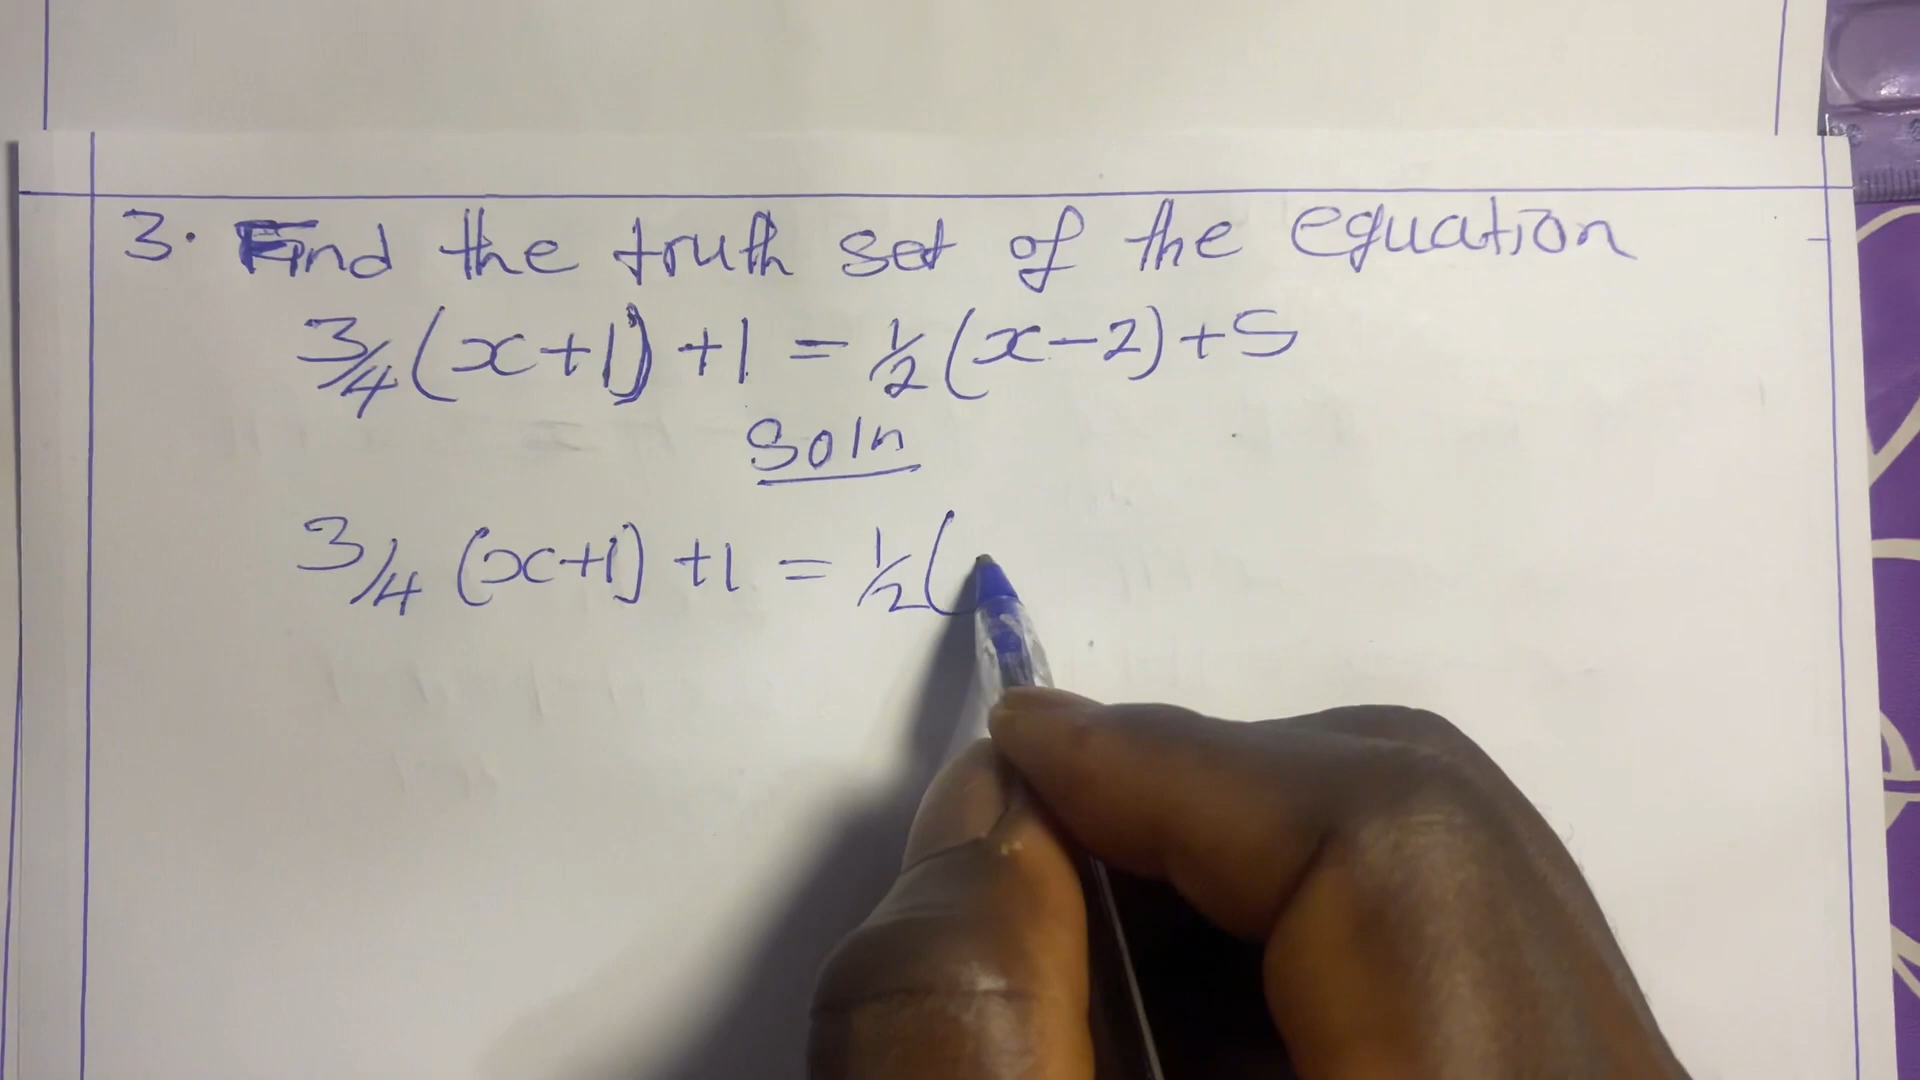 3. Find the truth set of the equation
3/4(x+1)+1 = 1/2(x-2)+5
Soln
3/4 (x+1) +1 = 1/2(